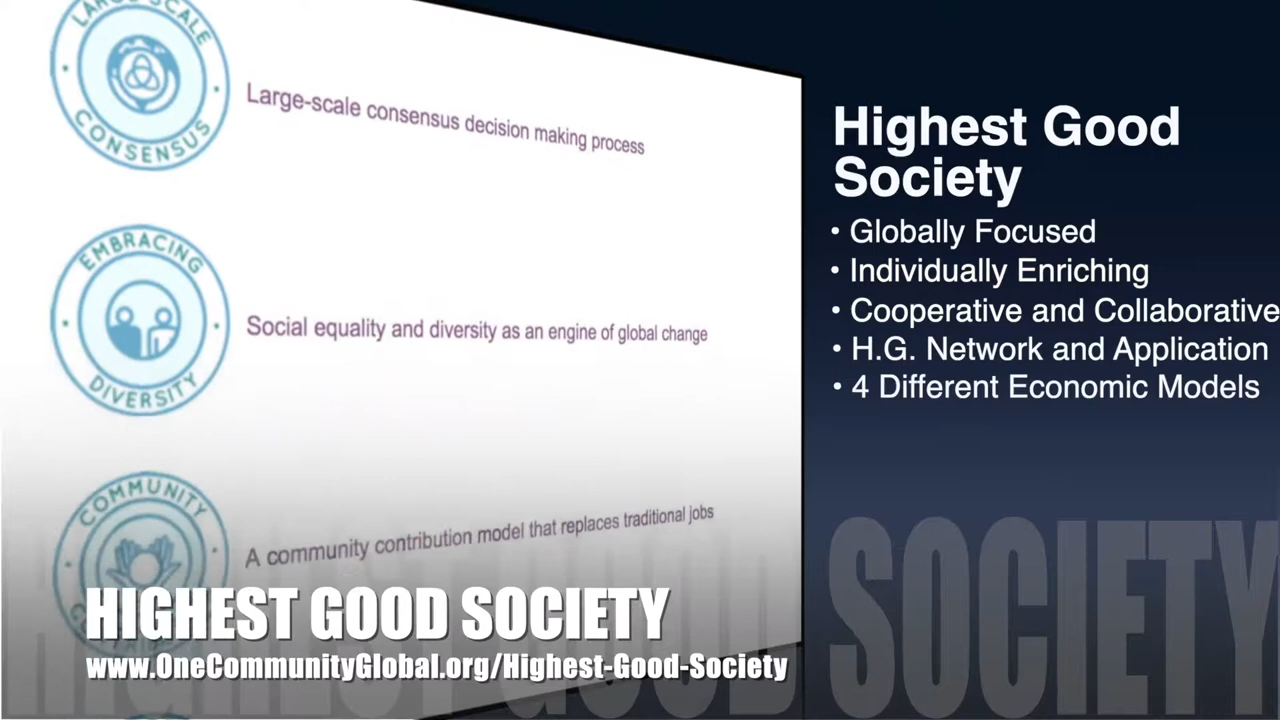 LARGE-SCALE
CONSENSUS
Large-scale consensus decision making process
EMBRACING
DIVERSITY
Social equality and diversity as an engine of global change
COMMUNITY
A community contribution model that replaces traditional jobs
Highest Good
Society
• Globally Focused
• Individually Enriching
• Cooperative and Collaborative
• H.G. Network and Application
• 4 Different Economic Models
HIGHEST GOOD SOCIETY
HIGHEST GOOD SOCIETY
www.OneCommunityGlobal.org/Highest-Good-Society